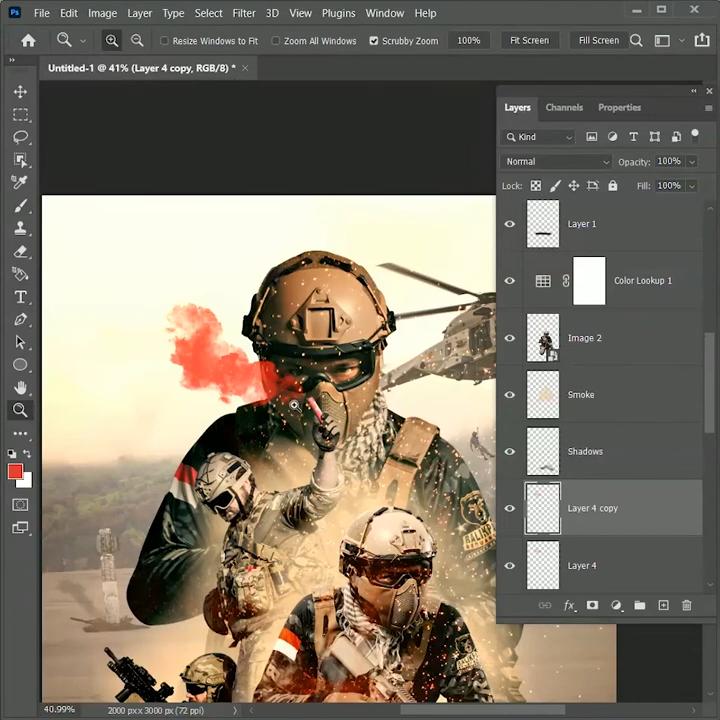 Ps File Edit Image Layer Type Select Filter 3D View Plugins Window Help
Resize Windows to Fit Zoom All Windows Scrubby Zoom 100% Fit Screen Fill Screen
Untitled-1 @ 41% (Layer 4 copy, RGB/8) *
Layers Channels Properties
Kind
Normal Opacity: 100%
Lock: Fill: 100%
Layer 1
Color Lookup 1
Image 2
Smoke
Shadows
Layer 4 copy
Layer 4
fx
40.99% 2000 px x 3000 px (72 ppi)